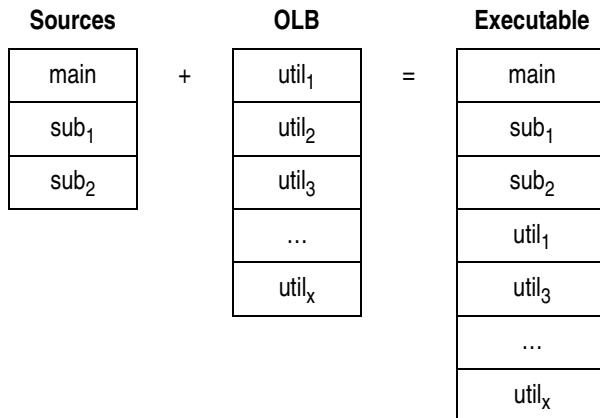 Sources OLB Executable
main + util₁ = main
sub₁ util₂ sub₁
sub₂ util₃ sub₂
… util₁
utilₓ util₃
…
utilₓ